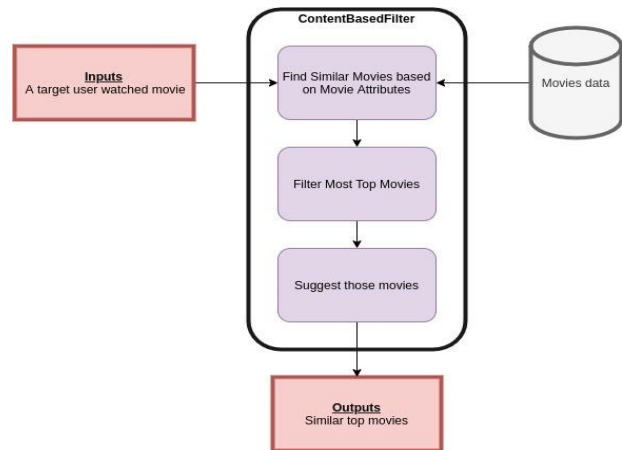 ContentBasedFilter
Inputs
A target user watched movie
Find Similar Movies based
on Movie Attributes
Movies data
Filter Most Top Movies
Suggest those movies
Outputs
Similar top movies